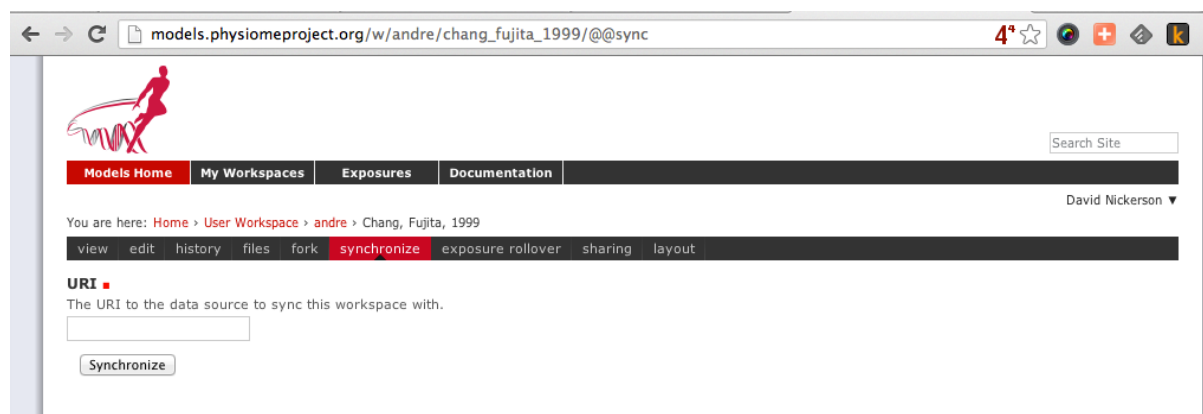 models.physiomeproject.org/w/andre/chang_fujita_1999/@@sync
Search Site
Models Home My Workspaces Exposures Documentation
David Nickerson ▼
You are here: Home › User Workspace › andre › Chang, Fujita, 1999
view edit history files fork synchronize exposure rollover sharing layout
URI
The URI to the data source to sync this workspace with.
Synchronize